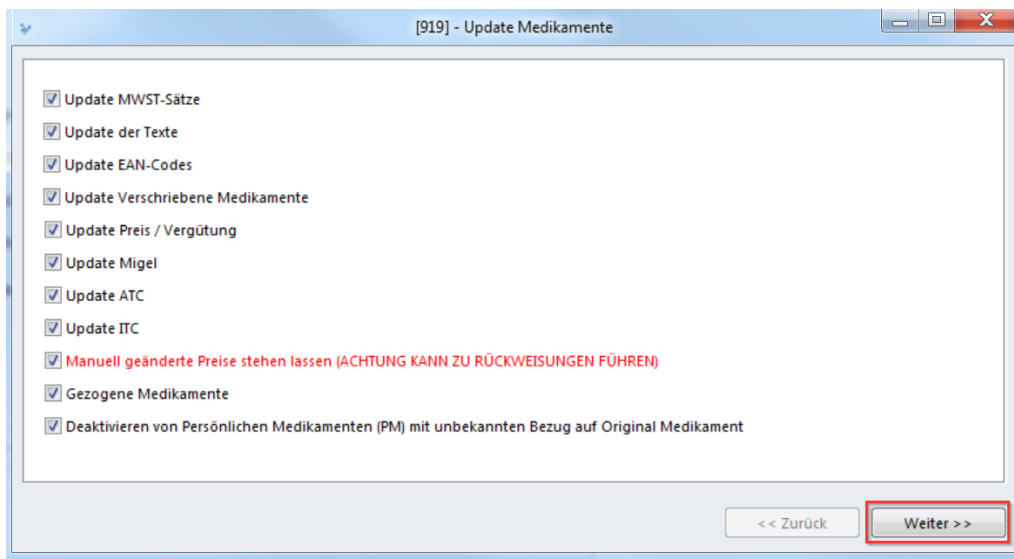 [919] - Update Medikamente
Update MWST-Sätze
Update der Texte
Update EAN-Codes
Update Verschriebene Medikamente
Update Preis / Vergütung
Update Migel
Update ATC
Update ITC
Manuell geänderte Preise stehen lassen (ACHTUNG KANN ZU RÜCKWEISUNGEN FÜHREN)
Gezogene Medikamente
Deaktivieren von Persönlichen Medikamenten (PM) mit unbekannten Bezug auf Original Medikament
<< Zurück
Weiter >>